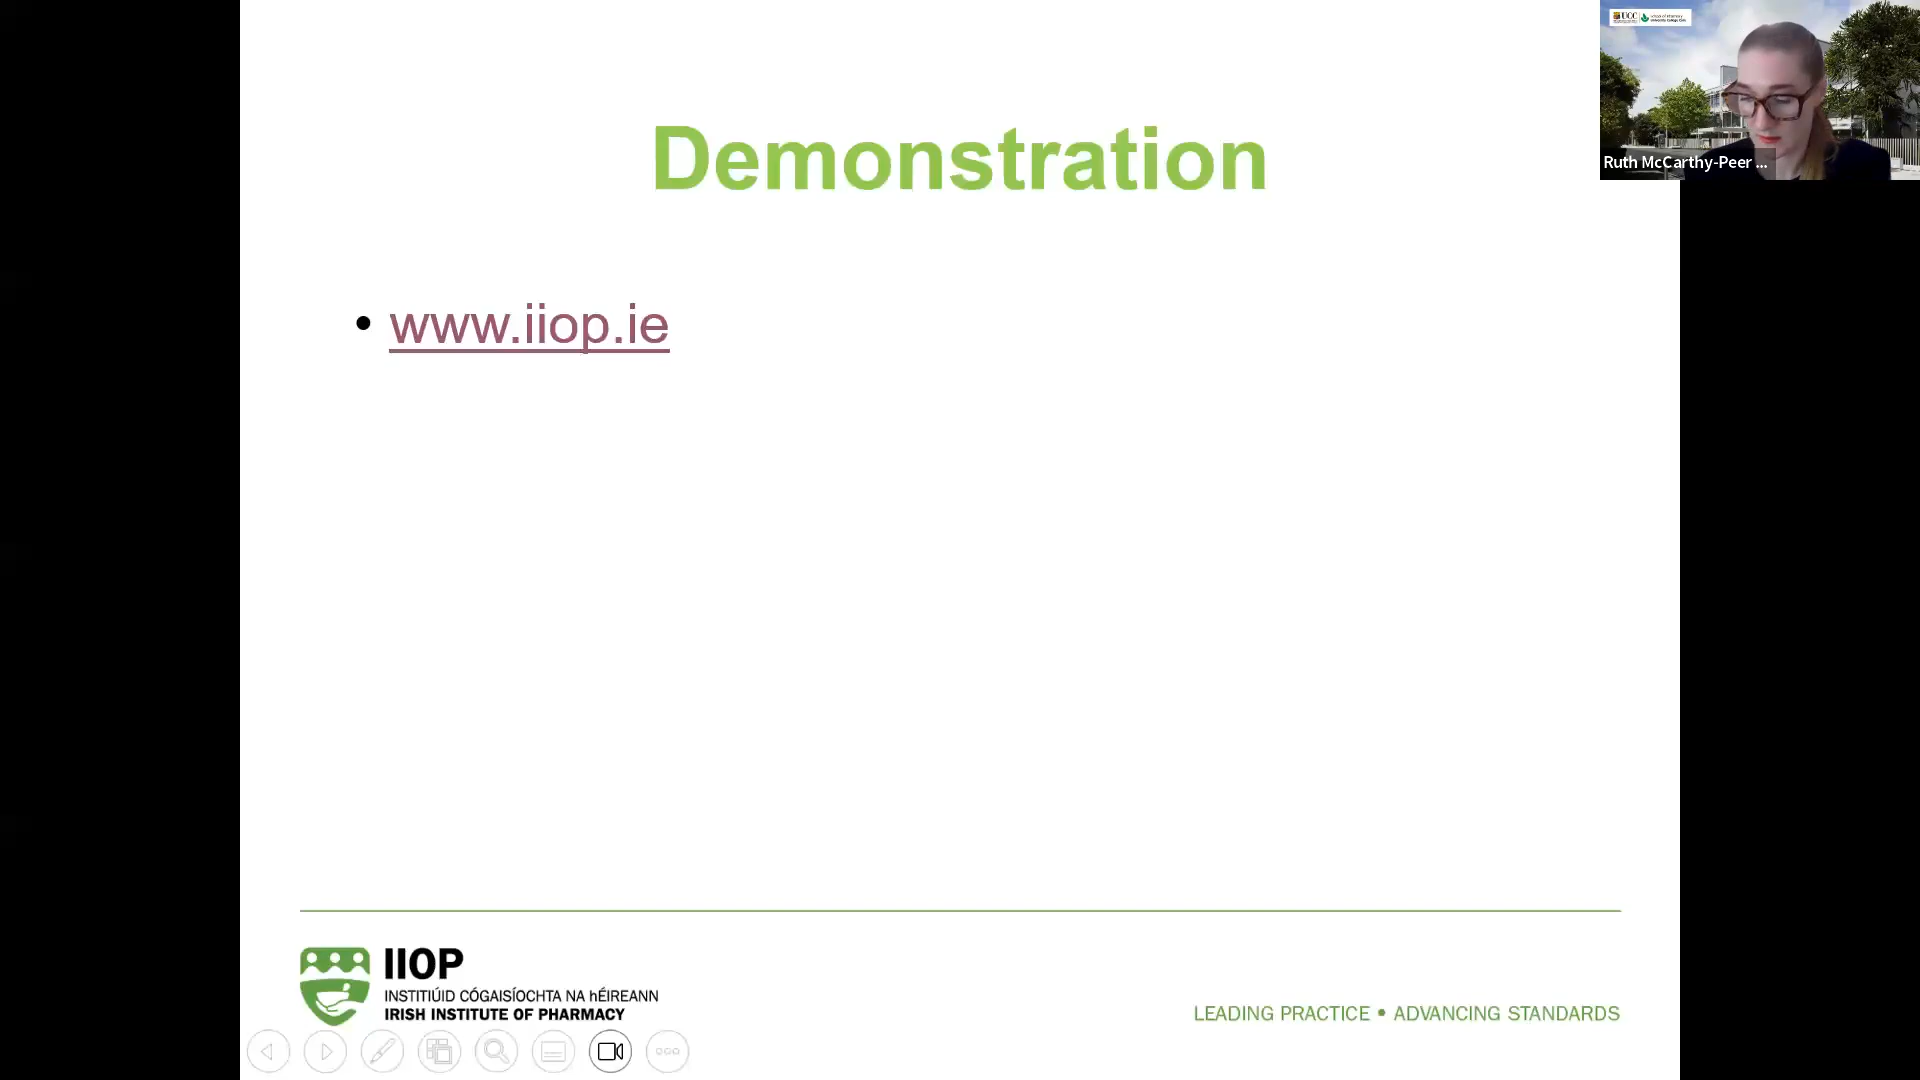 Demonstration
• www.iiop.ie
UCC
Ruth McCarthy-Peer ...
IIOP
INSTITIÚID CÓGAISÍOCHTA NA hÉIREANN
IRISH INSTITUTE OF PHARMACY
LEADING PRACTICE • ADVANCING STANDARDS